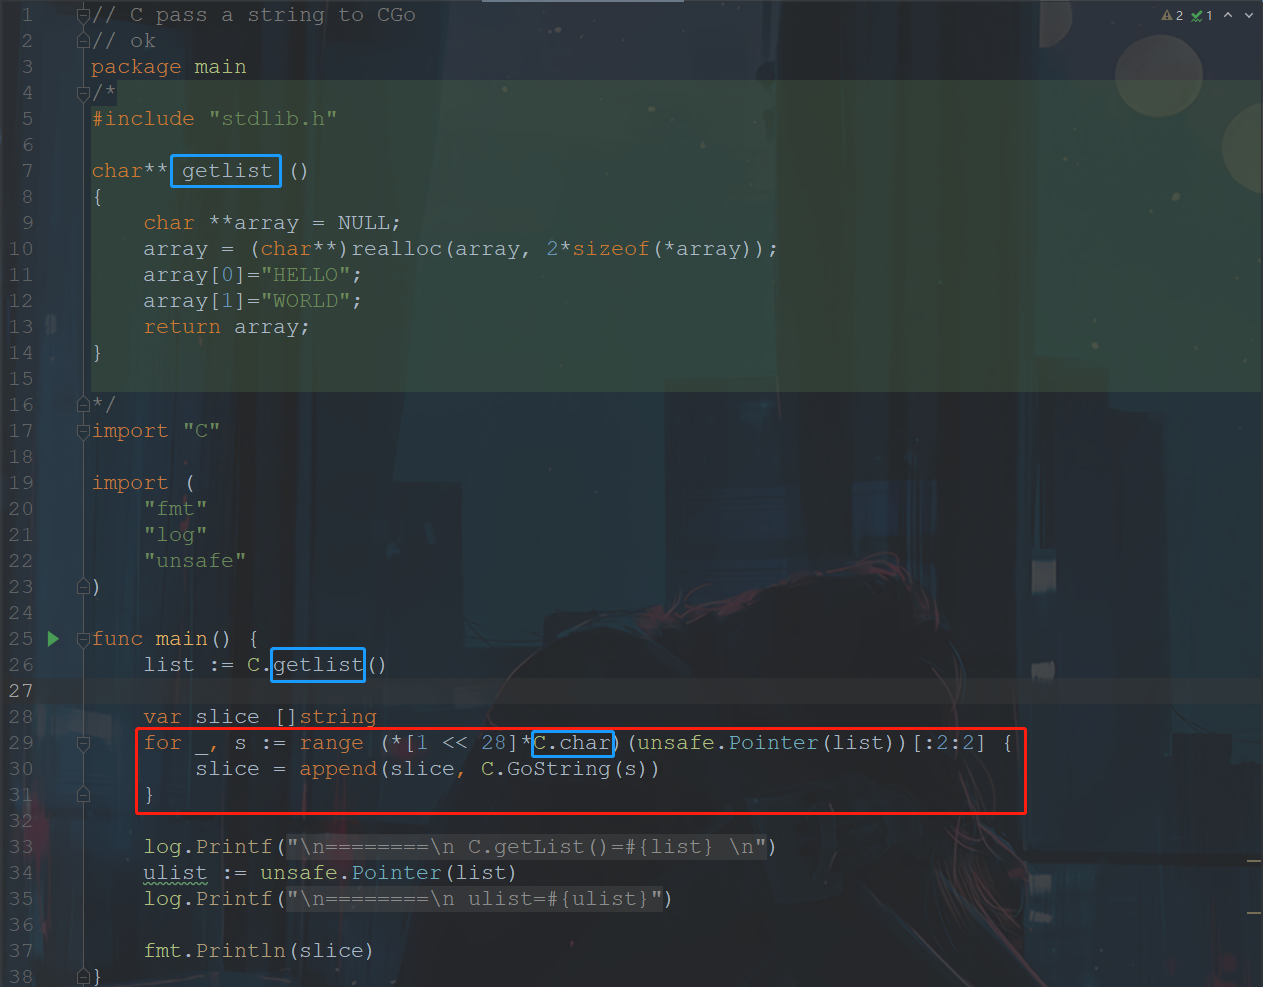 1 // C pass a string to CGo
2 // ok
3 package main
4 /*
5 #include "stdlib.h"
6
7 char** getlist ()
8 {
9     char **array = NULL;
10     array = (char**)realloc(array, 2*sizeof(*array));
11     array[0]="HELLO";
12     array[1]="WORLD";
13     return array;
14 }
15
16 */
17 import "C"
18
19 import (
20     "fmt"
21     "log"
22     "unsafe"
23 )
24
25 func main() {
26     list := C.getlist()
27
28     var slice []string
29     for _, s := range (*[1 << 28]*C.char)(unsafe.Pointer(list))[:2:2] {
30         slice = append(slice, C.GoString(s))
31     }
32
33     log.Printf("\n========\n C.getList()=#{list} \n")
34     ulist := unsafe.Pointer(list)
35     log.Printf("\n========\n ulist=#{ulist}")
36
37     fmt.Println(slice)
38 }
2 1